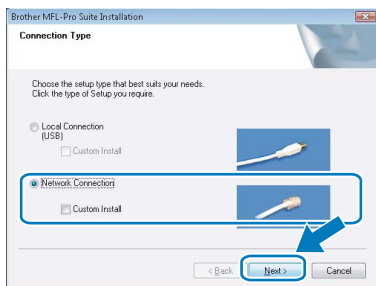 Brother MFL-Pro Suite Installation
Connection Type
Choose the setup type that best suits your needs.
Click the type of Setup you require.
Local Connection
(USB)
Custom Install
Network Connection
Custom Install
< Back
Next >
Cancel